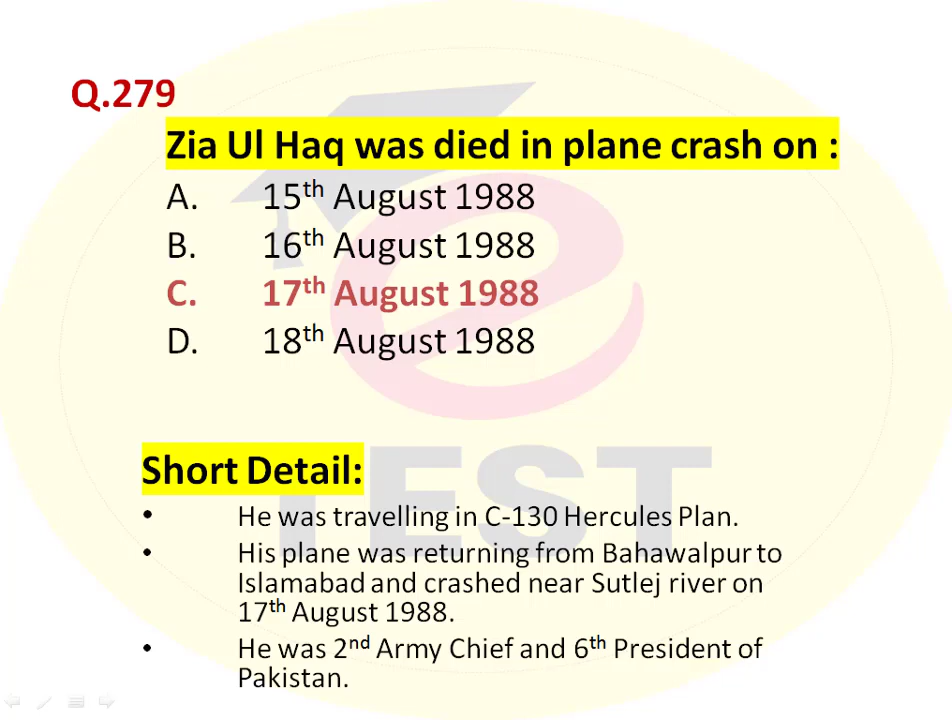 Q.279
Zia Ul Haq was died in plane crash on :
A. 15th August 1988
B. 16th August 1988
C. 17th August 1988
D. 18th August 1988
e
TEST
Short Detail:
• He was travelling in C-130 Hercules Plan.
• His plane was returning from Bahawalpur to
Islamabad and crashed near Sutlej river on
17th August 1988.
• He was 2nd Army Chief and 6th President of
Pakistan.